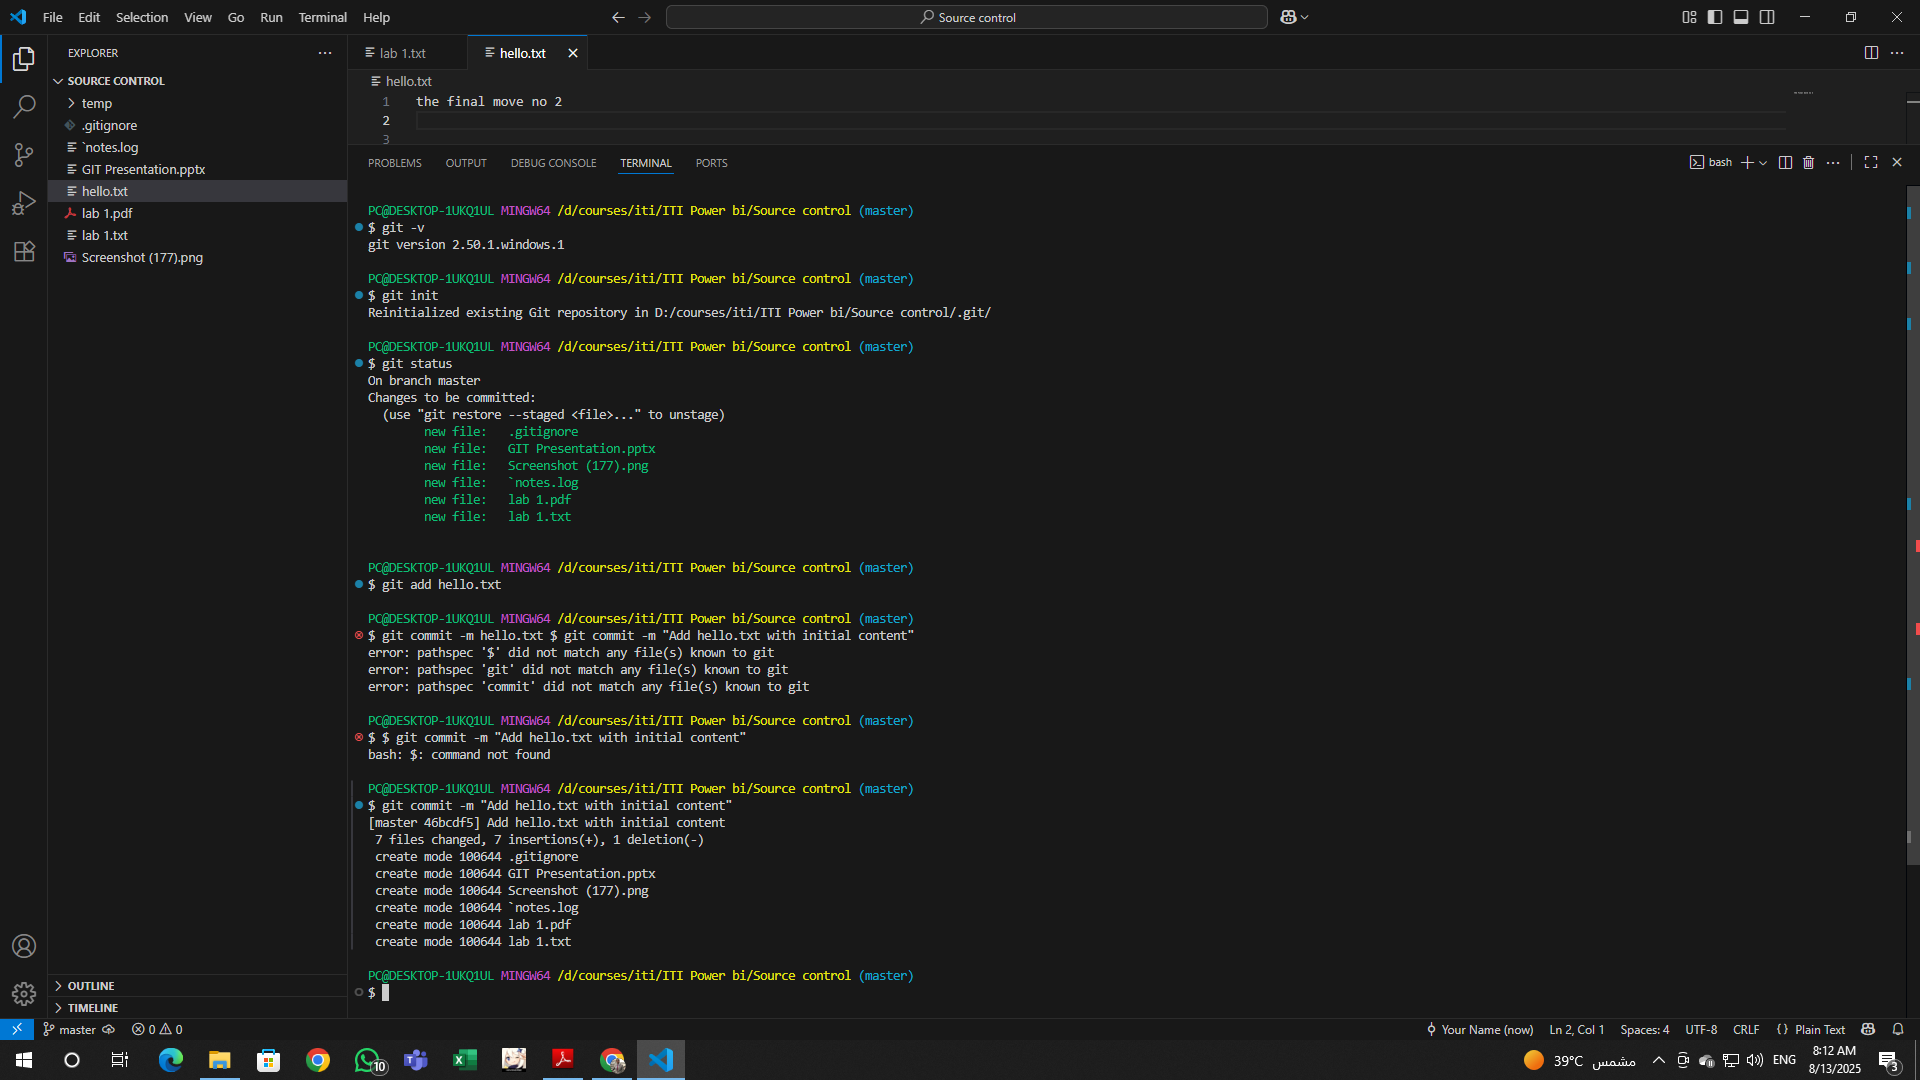 File Edit Selection View Go Run Terminal Help
Source control
EXPLORER
SOURCE CONTROL
temp
.gitignore
`notes.log
GIT Presentation.pptx
hello.txt
lab 1.pdf
lab 1.txt
Screenshot (177).png
OUTLINE
TIMELINE
lab 1.txt
hello.txt
hello.txt
1 the final move no 2
2
3
PROBLEMS OUTPUT DEBUG CONSOLE TERMINAL PORTS
bash
PC@DESKTOP-1UKQ1UL MINGW64 /d/courses/iti/ITI Power bi/Source control (master)
$ git -v
git version 2.50.1.windows.1
PC@DESKTOP-1UKQ1UL MINGW64 /d/courses/iti/ITI Power bi/Source control (master)
$ git init
Reinitialized existing Git repository in D:/courses/iti/ITI Power bi/Source control/.git/
PC@DESKTOP-1UKQ1UL MINGW64 /d/courses/iti/ITI Power bi/Source control (master)
$ git status
On branch master
Changes to be committed:
(use "git restore --staged <file>..." to unstage)
new file: .gitignore
new file: GIT Presentation.pptx
new file: Screenshot (177).png
new file: `notes.log
new file: lab 1.pdf
new file: lab 1.txt
PC@DESKTOP-1UKQ1UL MINGW64 /d/courses/iti/ITI Power bi/Source control (master)
$ git add hello.txt
PC@DESKTOP-1UKQ1UL MINGW64 /d/courses/iti/ITI Power bi/Source control (master)
$ git commit -m hello.txt $ git commit -m "Add hello.txt with initial content"
error: pathspec '$' did not match any file(s) known to git
error: pathspec 'git' did not match any file(s) known to git
error: pathspec 'commit' did not match any file(s) known to git
PC@DESKTOP-1UKQ1UL MINGW64 /d/courses/iti/ITI Power bi/Source control (master)
$ $ git commit -m "Add hello.txt with initial content"
bash: $: command not found
PC@DESKTOP-1UKQ1UL MINGW64 /d/courses/iti/ITI Power bi/Source control (master)
$ git commit -m "Add hello.txt with initial content"
[master 46bcdf5] Add hello.txt with initial content
7 files changed, 7 insertions(+), 1 deletion(-)
create mode 100644 .gitignore
create mode 100644 GIT Presentation.pptx
create mode 100644 Screenshot (177).png
create mode 100644 `notes.log
create mode 100644 lab 1.pdf
create mode 100644 lab 1.txt
PC@DESKTOP-1UKQ1UL MINGW64 /d/courses/iti/ITI Power bi/Source control (master)
$
master 0 0 Your Name (now) Ln 2, Col 1 Spaces: 4 UTF-8 CRLF {} Plain Text
10
39°C مشمس ENG
8:12 AM
8/13/2025
3